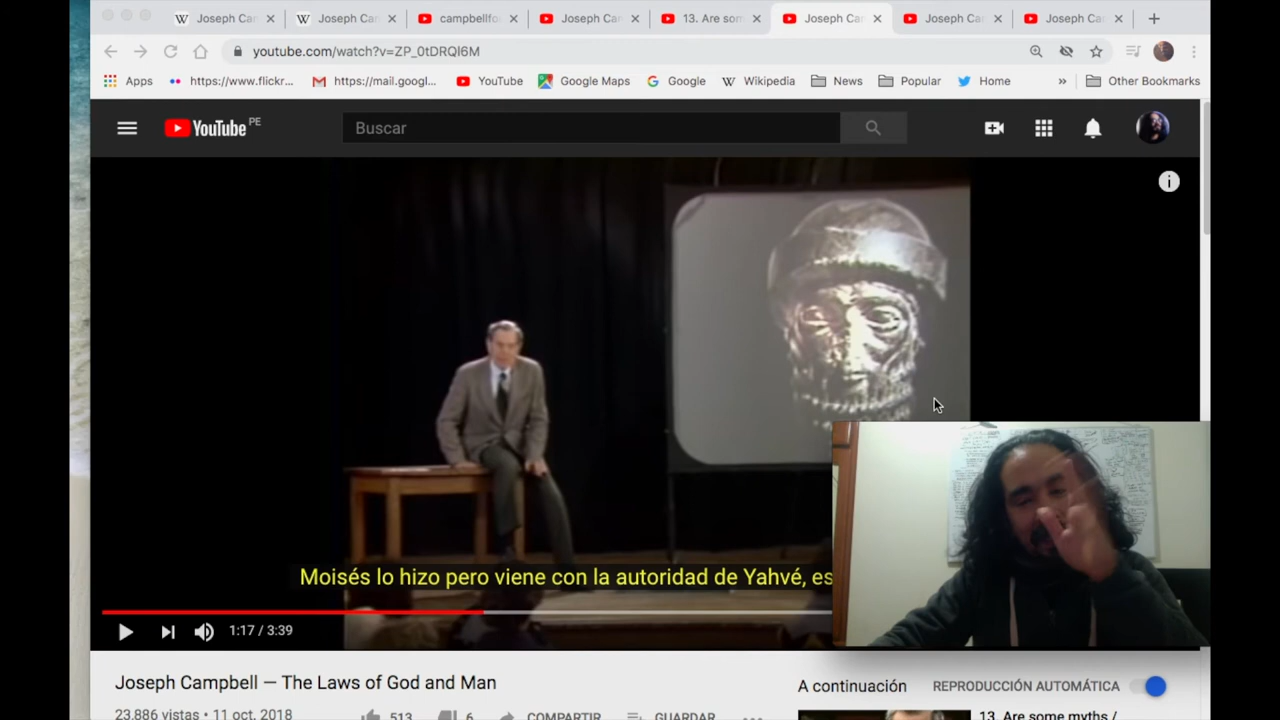 Joseph Car
Joseph Car
campbellfo
Joseph Ca
13. Are som
Joseph Ca
Joseph Ca
Joseph Ca
youtube.com/watch?v=ZP_0tDRQl6M
Apps
https://www.flickr...
https://mail.googl...
YouTube
Google Maps
Google
Wikipedia
News
Popular
Home
»
Other Bookmarks
YouTube PE
Buscar
Moisés lo hizo pero viene con la autoridad de Yahvé, es
1:17 / 3:39
Joseph Campbell — The Laws of God and Man
A continuación
REPRODUCCIÓN AUTOMÁTICA
23.886 vistas • 11 oct. 2018
513
6
COMPARTIR
GUARDAR
13. Are some myths /